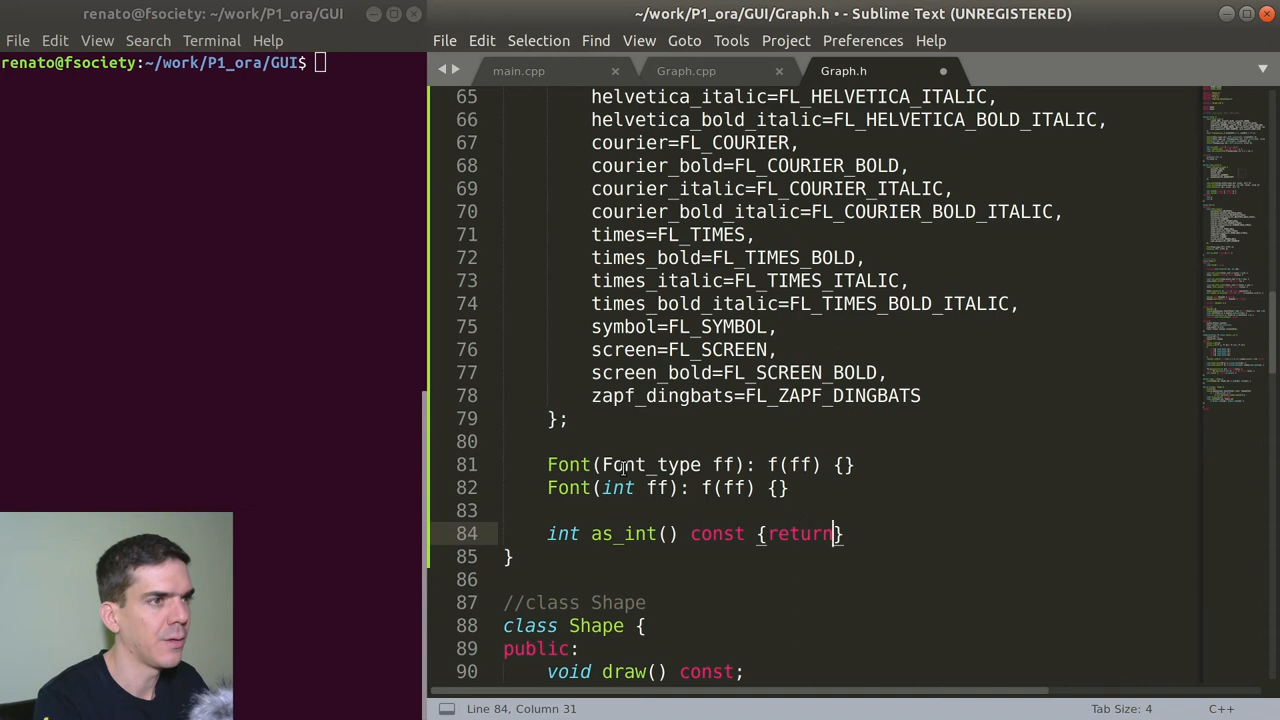 renato@fsociety: ~/work/P1_ora/GUI
File Edit View Search Terminal Help
renato@fsociety:~/work/P1_ora/GUI$
~/work/P1_ora/GUI/Graph.h • - Sublime Text (UNREGISTERED)
File Edit Selection Find View Goto Tools Project Preferences Help
main.cpp Graph.cpp Graph.h
65 helvetica_italic=FL_HELVETICA_ITALIC,
66 helvetica_bold_italic=FL_HELVETICA_BOLD_ITALIC,
67 courier=FL_COURIER,
68 courier_bold=FL_COURIER_BOLD,
69 courier_italic=FL_COURIER_ITALIC,
70 courier_bold_italic=FL_COURIER_BOLD_ITALIC,
71 times=FL_TIMES,
72 times_bold=FL_TIMES_BOLD,
73 times_italic=FL_TIMES_ITALIC,
74 times_bold_italic=FL_TIMES_BOLD_ITALIC,
75 symbol=FL_SYMBOL,
76 screen=FL_SCREEN,
77 screen_bold=FL_SCREEN_BOLD,
78 zapf_dingbats=FL_ZAPF_DINGBATS
79 };
80
81 Font(Font_type ff): f(ff) {}
82 Font(int ff): f(ff) {}
83
84 int as_int() const {return}
85 }
86
87 //class Shape
88 class Shape {
89 public:
90 void draw() const;
Line 84, Column 31 Tab Size: 4 C++